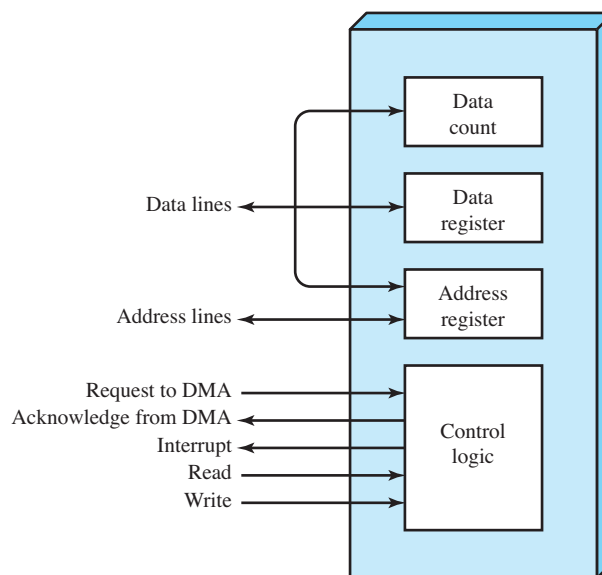 Data
count
Data lines
Data
register
Address lines
Address
register
Request to DMA
Acknowledge from DMA
Interrupt
Read
Write
Control
logic